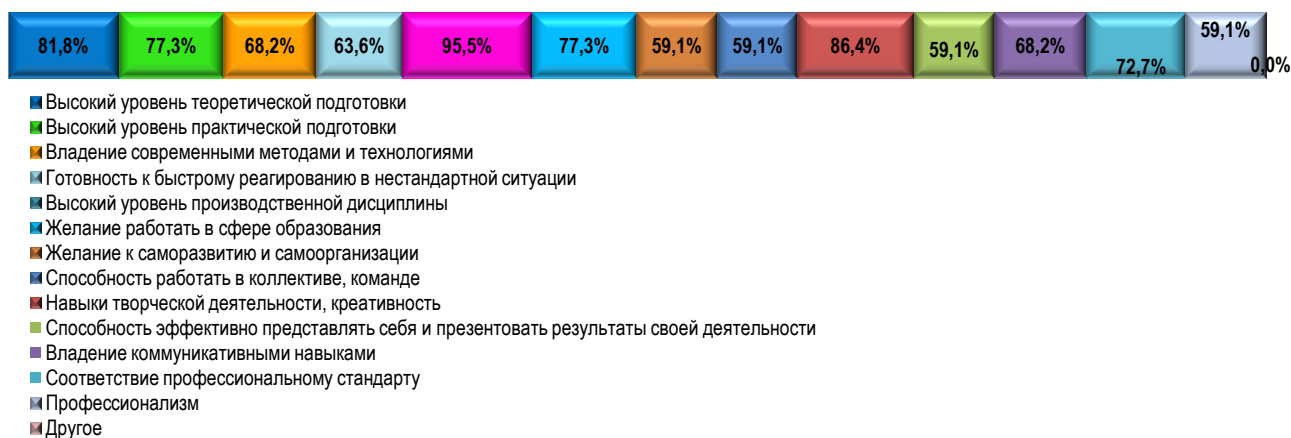 81,8% 77,3% 68,2% 63,6% 95,5% 77,3% 59,1% 59,1% 86,4% 59,1% 68,2% 72,7% 59,1% 0,0%
Высокий уровень теоретической подготовки
Высокий уровень практической подготовки
Владение современными методами и технологиями
Готовность к быстрому реагированию в нестандартной ситуации
Высокий уровень производственной дисциплины
Желание работать в сфере образования
Желание к саморазвитию и самоорганизации
Способность работать в коллективе, команде
Навыки творческой деятельности, креативность
Способность эффективно представлять себя и презентовать результаты своей деятельности
Владение коммуникативными навыками
Соответствие профессиональному стандарту
Профессионализм
Другое